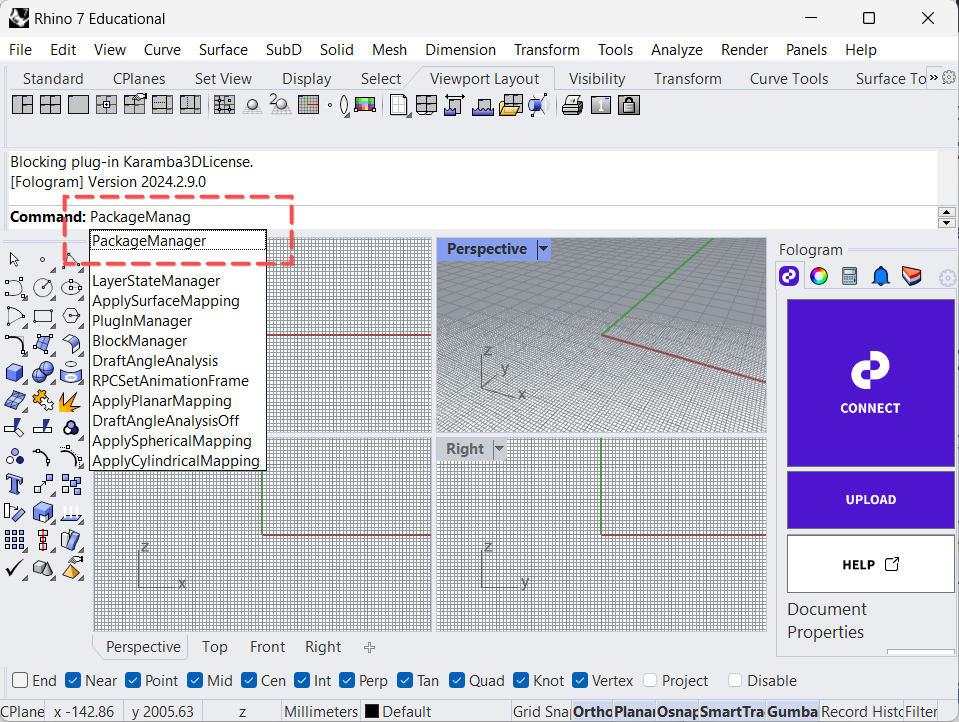 Rhino 7 Educational
File Edit View Curve Surface SubD Solid Mesh Dimension Transform Tools Analyze Render Panels Help
Standard CPlanes Set View Display Select Viewport Layout Visibility Transform Curve Tools Surface To »
Blocking plug-in Karamba3DLicense.
[Fologram] Version 2024.2.9.0
Command: PackageManag
PackageManager
LayerStateManager
ApplySurfaceMapping
PlugInManager
BlockManager
DraftAngleAnalysis
RPCSetAnimationFrame
ApplyPlanarMapping
DraftAngleAnalysisOff
ApplySphericalMapping
ApplyCylindricalMapping
Perspective
z
y
x
Right
z
x
z
y
Fologram
CONNECT
UPLOAD
HELP
Document
Properties
Perspective Top Front Right
End Near Point Mid Cen Int Perp Tan Quad Knot Vertex Project Disable
CPlane x -142.86 y 2005.63 z Millimeters Default Grid Snap Ortho Planar Osnap SmartTra Gumba Record Histo Filter